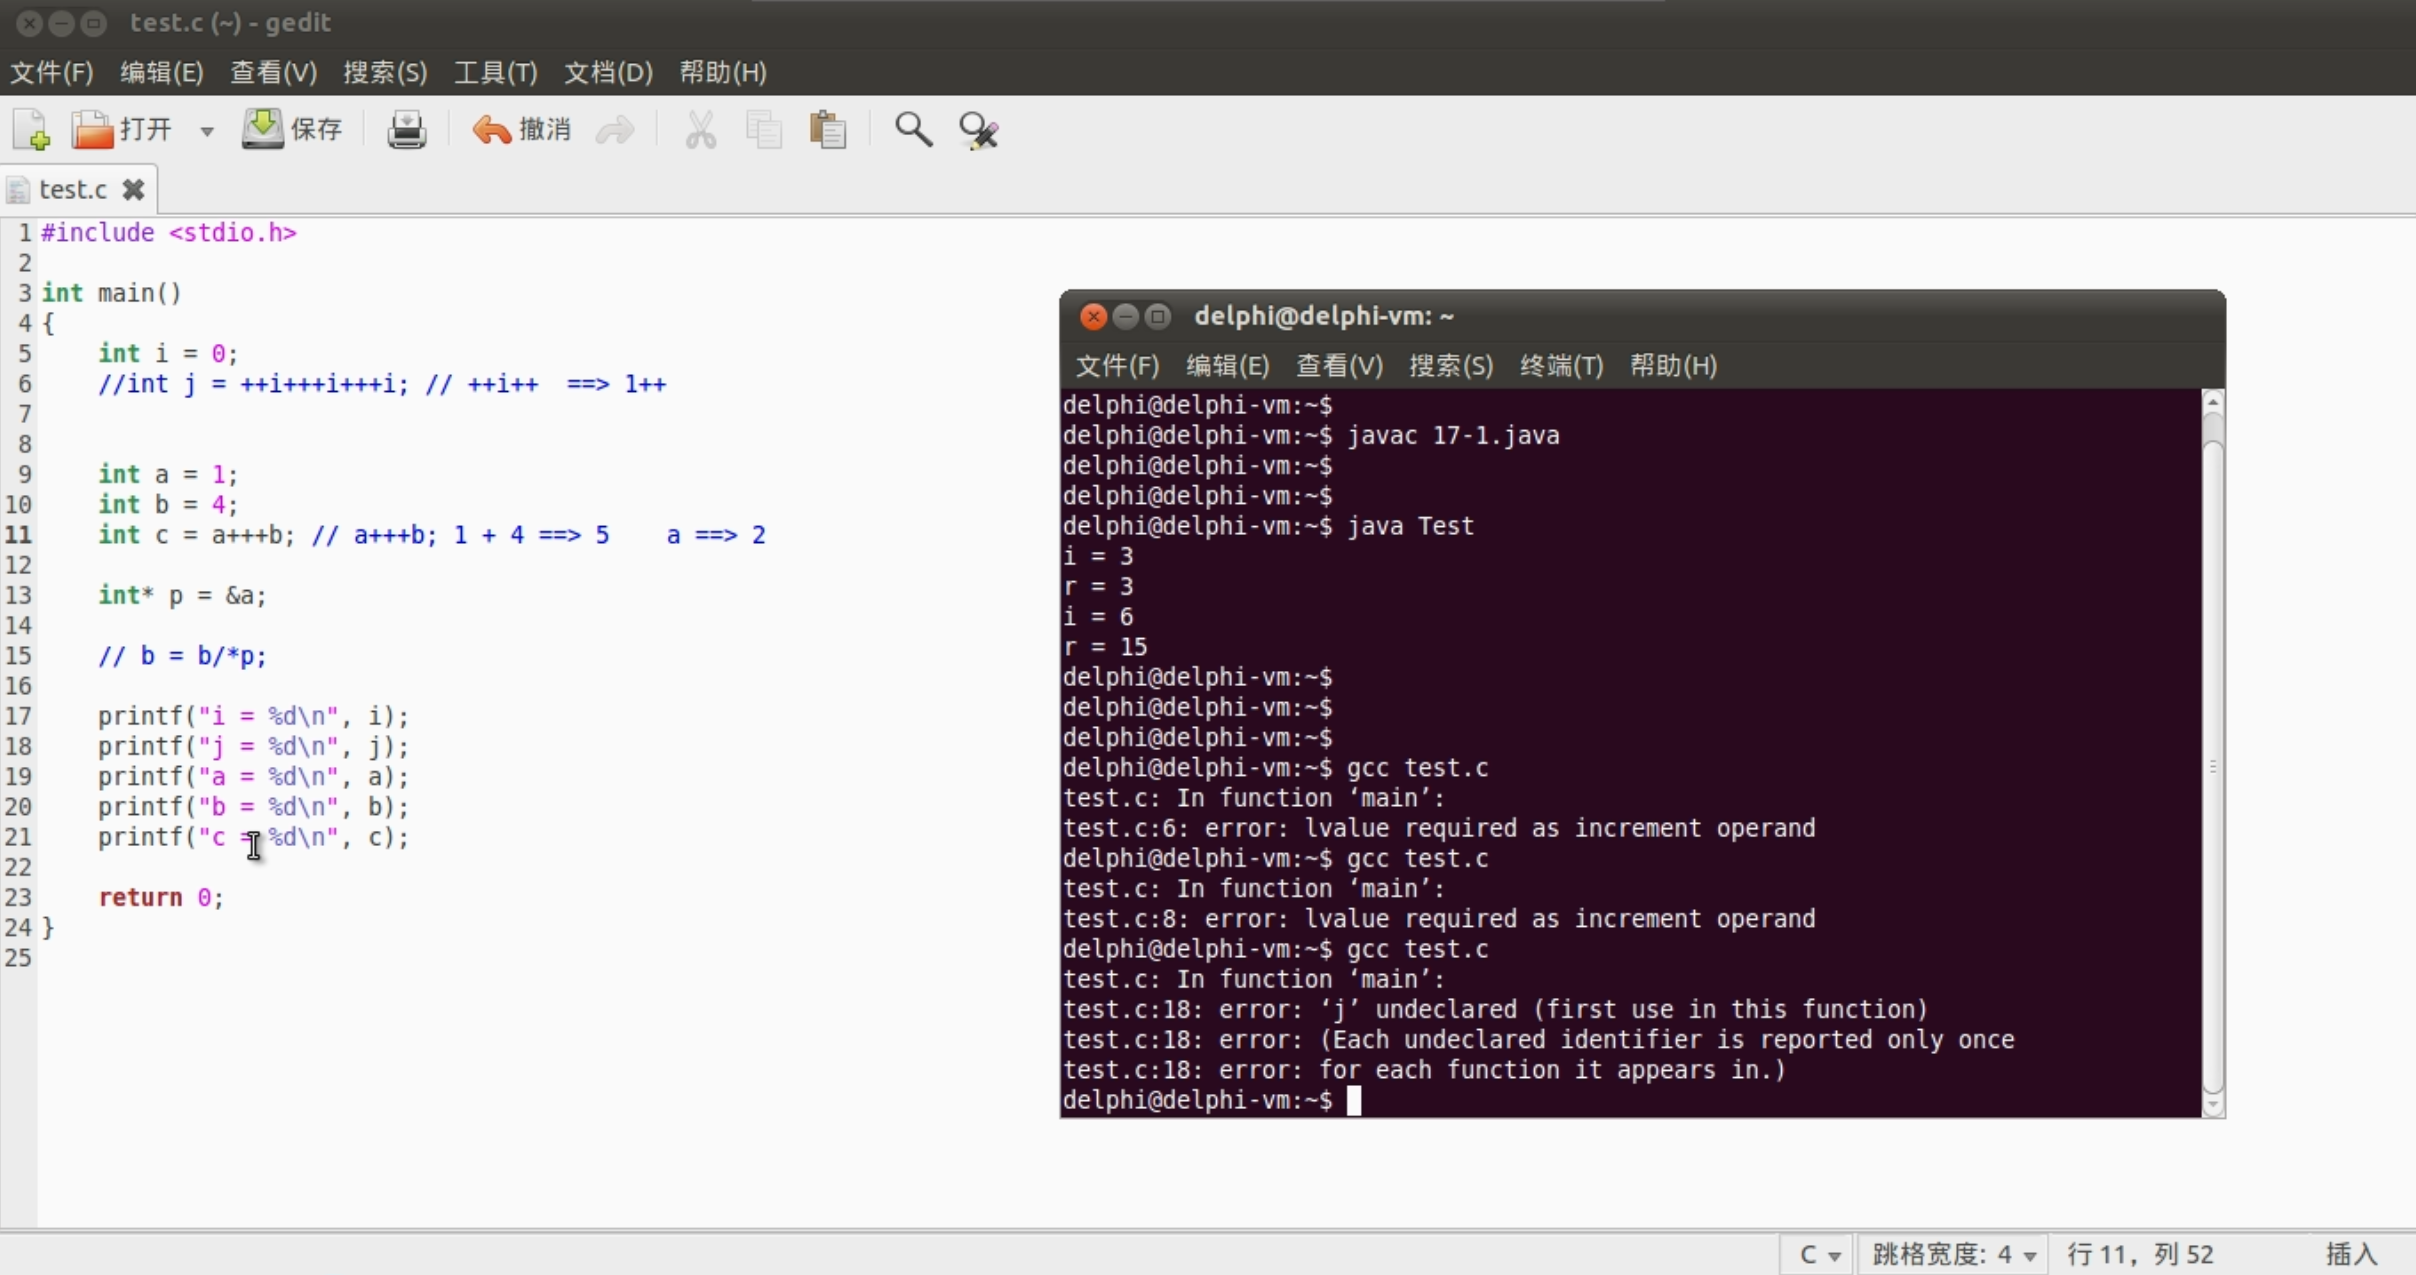 test.c (~) - gedit
文件(F) 编辑(E) 查看(V) 搜索(S) 工具(T) 文档(D) 帮助(H)
打开 保存 撤消
test.c
1 #include <stdio.h>
2
3 int main()
4 {
5     int i = 0;
6     //int j = ++i+++i+++i; // ++i++  ==> 1++
7
8
9     int a = 1;
10     int b = 4;
11     int c = a+++b; // a+++b; 1 + 4 ==> 5    a ==> 2
12
13     int* p = &a;
14
15     // b = b/*p;
16
17     printf("i = %d\n", i);
18     printf("j = %d\n", j);
19     printf("a = %d\n", a);
20     printf("b = %d\n", b);
21     printf("c = %d\n", c);
22
23     return 0;
24 }
25
delphi@delphi-vm: ~
文件(F) 编辑(E) 查看(V) 搜索(S) 终端(T) 帮助(H)
delphi@delphi-vm:~$
delphi@delphi-vm:~$ javac 17-1.java
delphi@delphi-vm:~$
delphi@delphi-vm:~$
delphi@delphi-vm:~$ java Test
i = 3
r = 3
i = 6
r = 15
delphi@delphi-vm:~$
delphi@delphi-vm:~$
delphi@delphi-vm:~$
delphi@delphi-vm:~$ gcc test.c
test.c: In function ‘main’:
test.c:6: error: lvalue required as increment operand
delphi@delphi-vm:~$ gcc test.c
test.c: In function ‘main’:
test.c:8: error: lvalue required as increment operand
delphi@delphi-vm:~$ gcc test.c
test.c: In function ‘main’:
test.c:18: error: ‘j’ undeclared (first use in this function)
test.c:18: error: (Each undeclared identifier is reported only once
test.c:18: error: for each function it appears in.)
delphi@delphi-vm:~$
C 跳格宽度: 4 行 11，列 52 插入